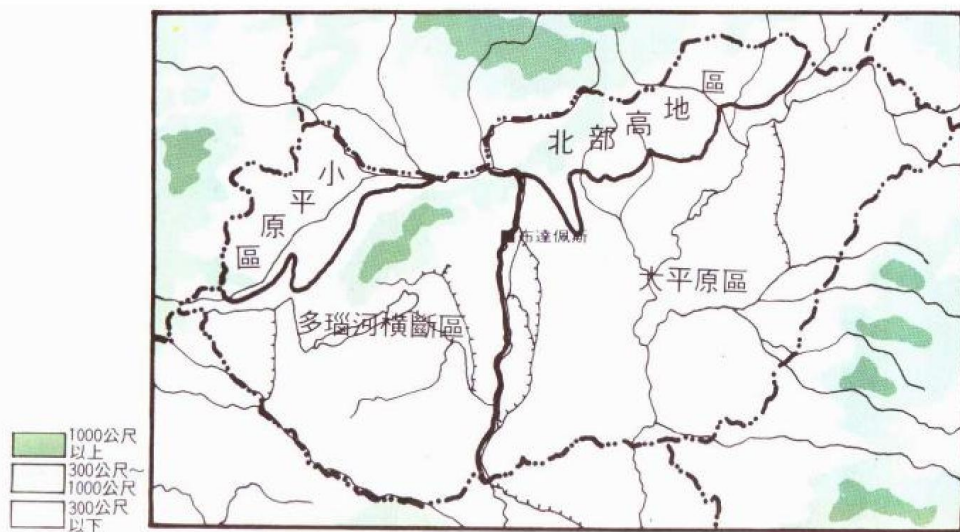 北部高地區
小平原區
布達佩斯
大平原區
多瑙河橫斷區
1000公尺
以上
300公尺~
1000公尺
300公尺
以下